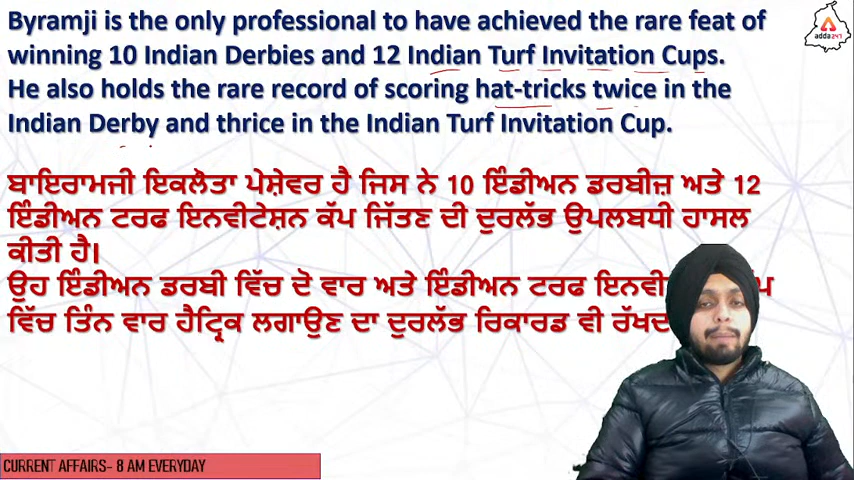 Byramji is the only professional to have achieved the rare feat of
winning 10 Indian Derbies and 12 Indian Turf Invitation Cups.
He also holds the rare record of scoring hat-tricks twice in the
Indian Derby and thrice in the Indian Turf Invitation Cup.
ਬਾਇਰਾਮਜੀ ਇਕਲੋਤਾ ਪੇਸ਼ੇਵਰ ਹੈ ਜਿਸ ਨੇ 10 ਇੰਡੀਅਨ ਡਰਬੀਜ਼ ਅਤੇ 12
ਇੰਡੀਅਨ ਟਰਫ ਇਨਵੀਟੇਸ਼ਨ ਕੱਪ ਜਿੱਤਣ ਦੀ ਦੁਰਲੱਭ ਉਪਲਬਧੀ ਹਾਸਲ
ਕੀਤੀ ਹੈ।
ਉਹ ਇੰਡੀਅਨ ਡਰਬੀ ਵਿੱਚ ਦੋ ਵਾਰ ਅਤੇ ਇੰਡੀਅਨ ਟਰਫ
ਵਿੱਚ ਤਿੰਨ ਵਾਰ ਹੈਟ੍ਰਿਕ ਲਗਾਉਣ ਦਾ ਦੁਰਲੱਭ ਰਿਕਾਰਡ ਵੀ
adda247
CURRENT AFFAIRS- 8 AM EVERYDAY